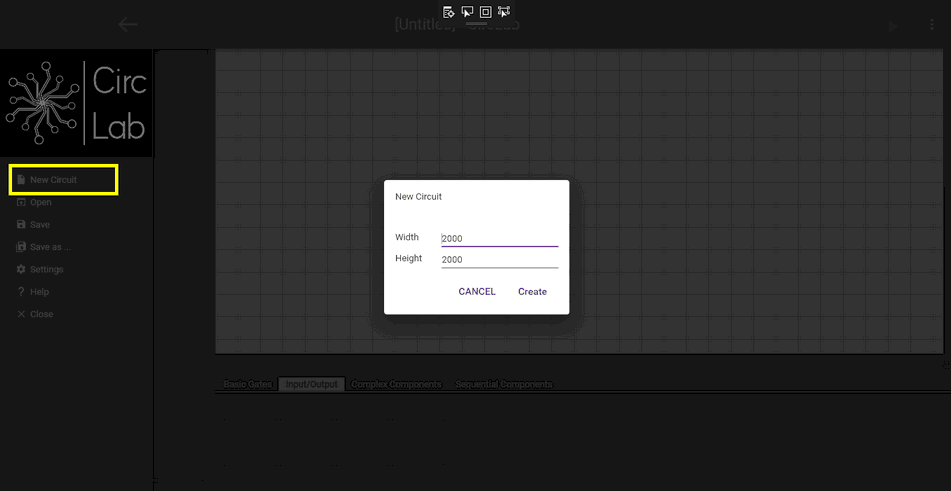 [Untitled] - CircLab
Circ
Lab
New Circuit
Open
Save
Save as ...
Settings
Help
Close
New Circuit
Width 2000
Height 2000
CANCEL Create
Basic Gates Input/Output Complex Components Sequential Components